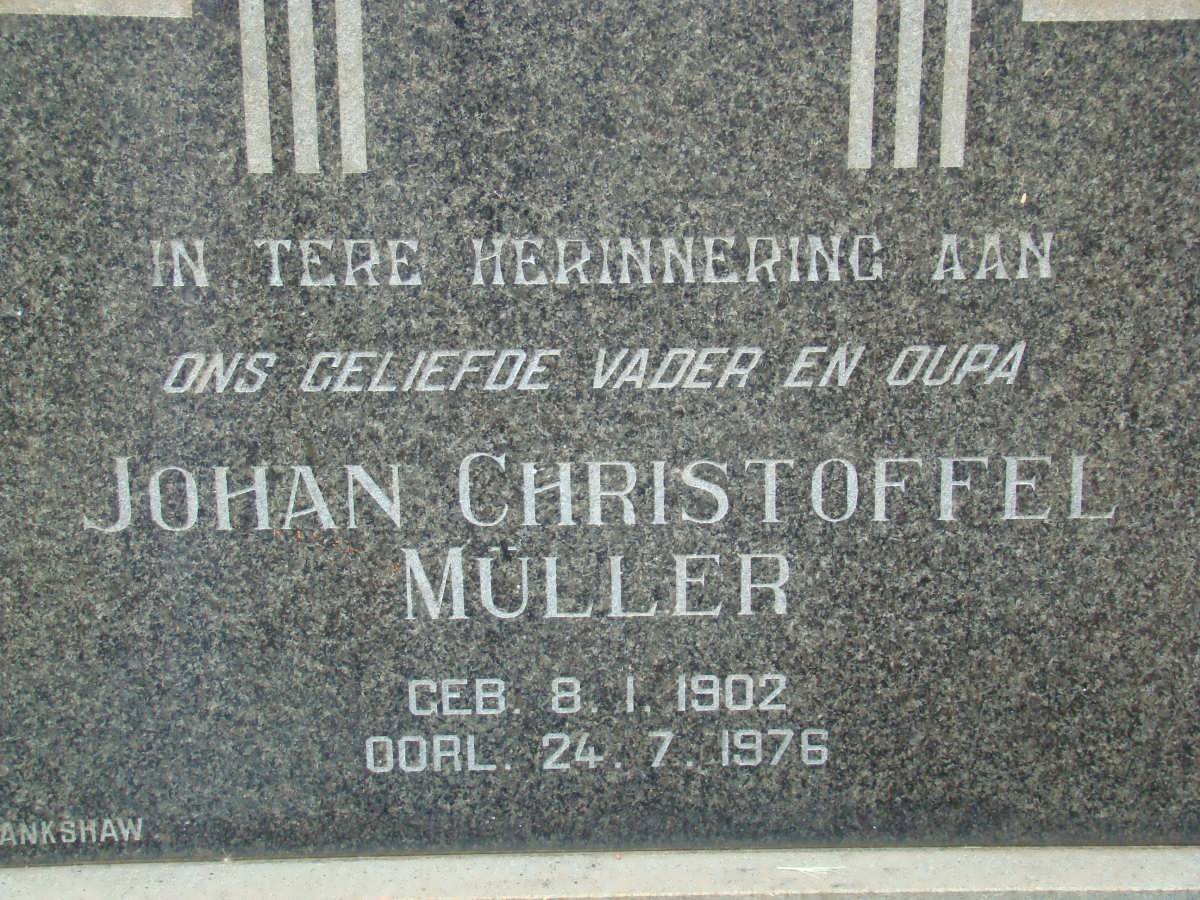 IN TERE HERINNERING AAN
ONS GELIEFDE VADER EN OUPA
JOHAN CHRISTOFFEL
MÜLLER
GEB. 8. 1. 1902
OORL. 24. 7. 1976
ANKSHAW